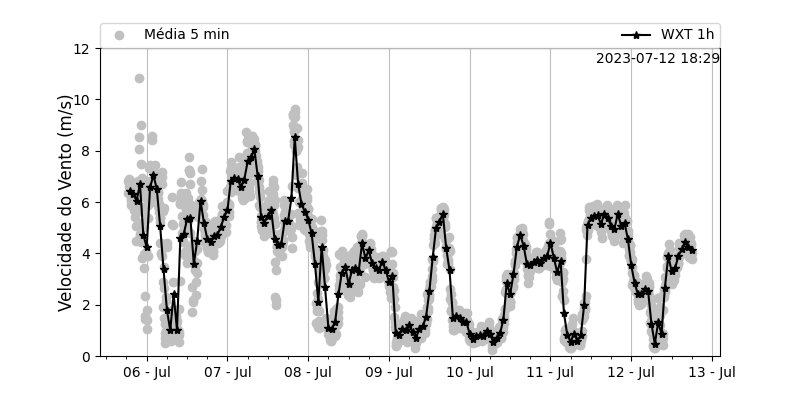 Média 5 min
WXT 1h
2023-07-12 18:29
Velocidade do Vento (m/s)
12
10
8
6
4
2
0
06 - Jul
07 - Jul
08 - Jul
09 - Jul
10 - Jul
11 - Jul
12 - Jul
13 - Jul